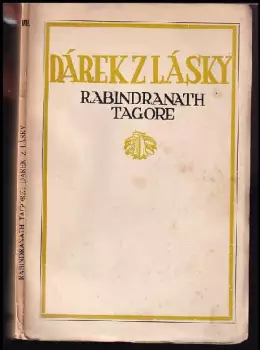 DÁREK Z LÁSKY
RABINDRANATH
TAGORE
RABINDRANATH TAGORE: DÁREK Z LÁSKY